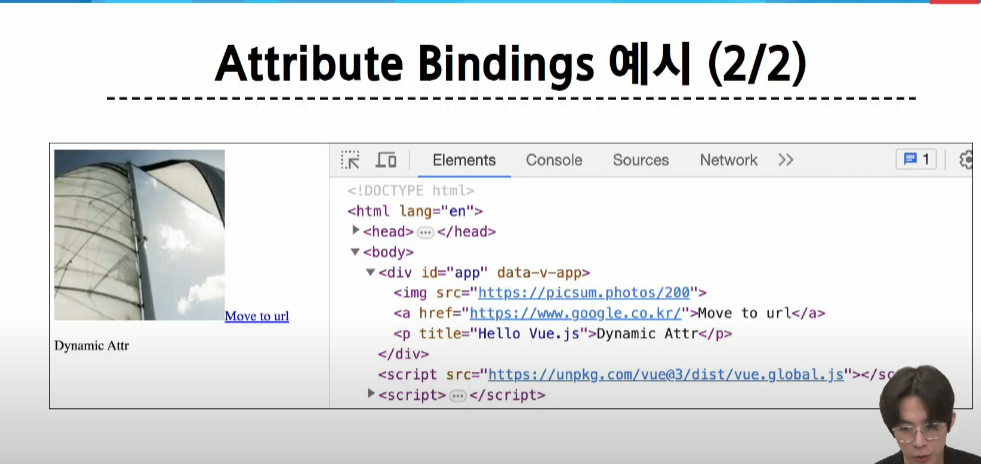 Attribute Bindings 예시 (2/2)
Move to url
Dynamic Attr
Elements Console Sources Network >> 1
<!DOCTYPE html>
<html lang="en">
<head> ••• </head>
<body>
<div id="app" data-v-app>
<img src="https://picsum.photos/200">
<a href="https://www.google.co.kr/">Move to url</a>
<p title="Hello Vue.js">Dynamic Attr</p>
</div>
<script src="https://unpkg.com/vue@3/dist/vue.global.js"></sc
<script> ••• </script>